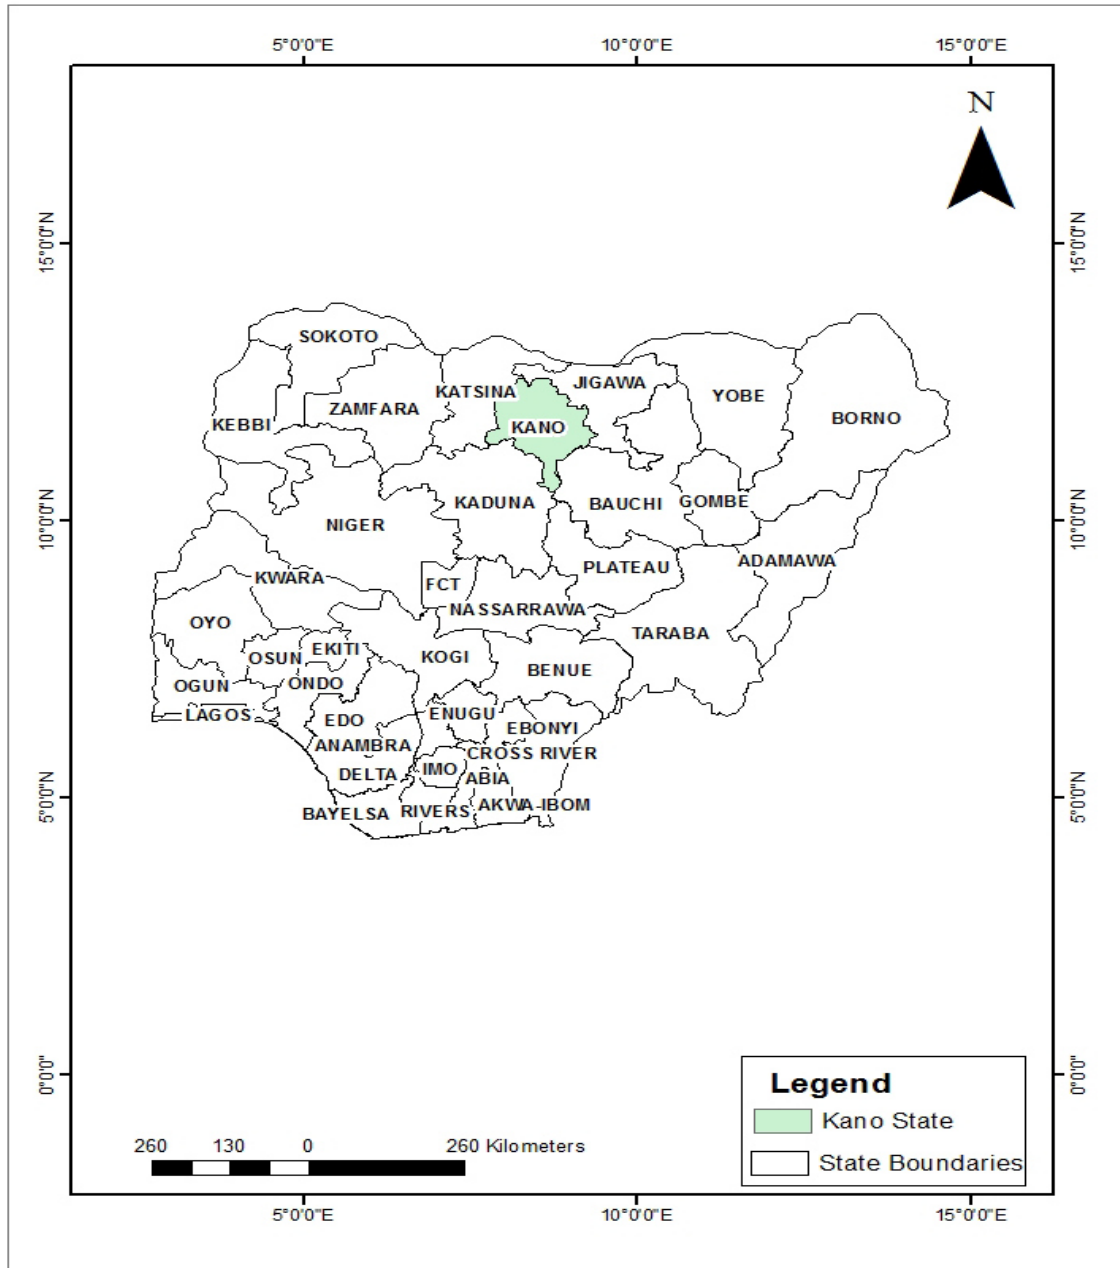 5°0'0"E 10°0'0"E 15°0'0"E
N
15°0'0"N 15°0'0"N
SOKOTO
KATSINA JIGAWA
YOBE
ZAMFARA
BORNO
KEBBI KANO
KADUNA BAUCHI GOMBE
10°0'0"N 10°0'0"N
NIGER
ADAMAWA
PLATEAU
KWARA FCT
NASSARRAWA
OYO
TARABA
EKITI
OSUN KOGI
BENUE
OGUN ONDO
LAGOS EDO ENUGU
EBONYI
ANAMBRA
CROSS RIVER
DELTA IMO
ABIA
5°0'0"N 5°0'0"N
BAYELSA RIVERS AKWA-IBOM
0°0'0" 0°0'0"
Legend
Kano State
State Boundaries
260 130 0 260 Kilometers
5°0'0"E 10°0'0"E 15°0'0"E